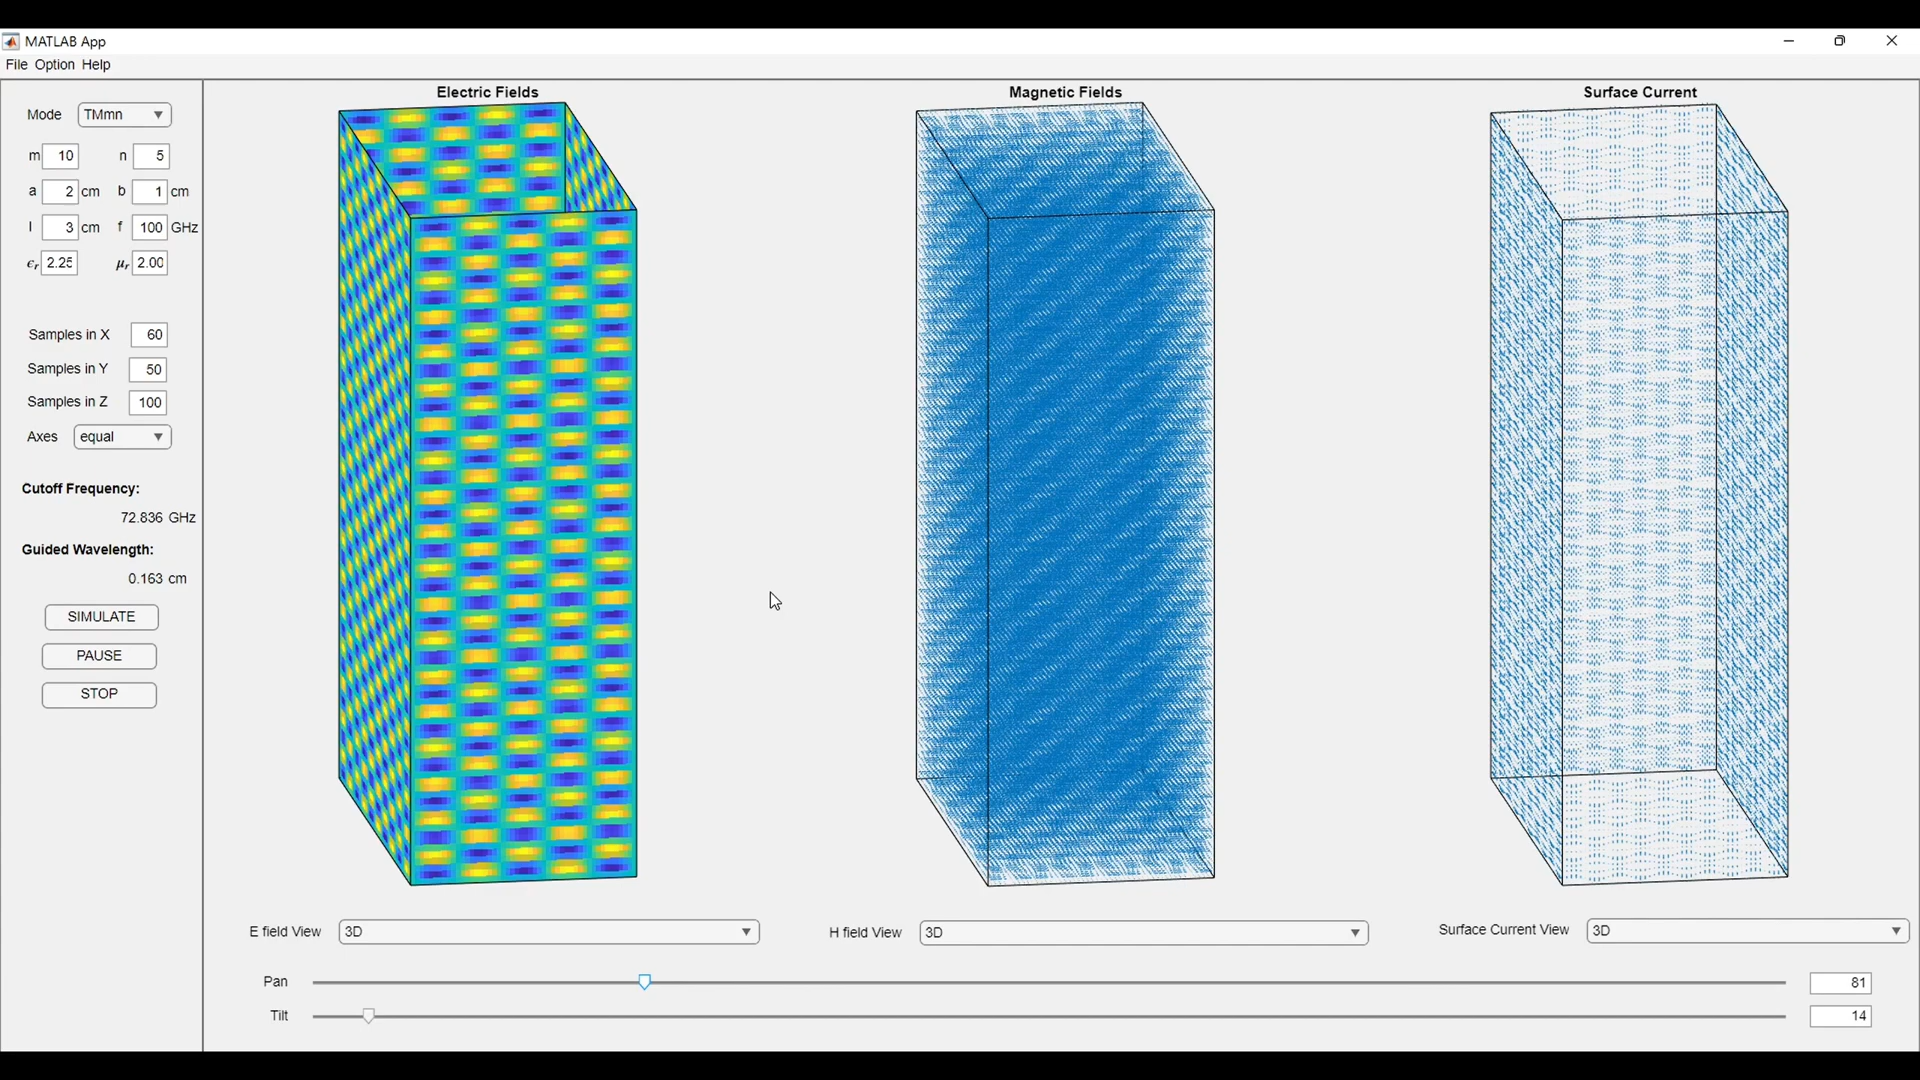 MATLAB App
File Option Help
Electric Fields
Magnetic Fields
Surface Current
Mode TMmn
m 10 n 5
a 2 cm b 1 cm
l 3 cm f 100 GHz
ϵr 2.25 μr 2.00
Samples in X 60
Samples in Y 50
Samples in Z 100
Axes equal
Cutoff Frequency:
72.836 GHz
Guided Wavelength:
0.163 cm
SIMULATE
PAUSE
STOP
E field View 3D
H field View 3D
Surface Current View 3D
Pan 81
Tilt 14